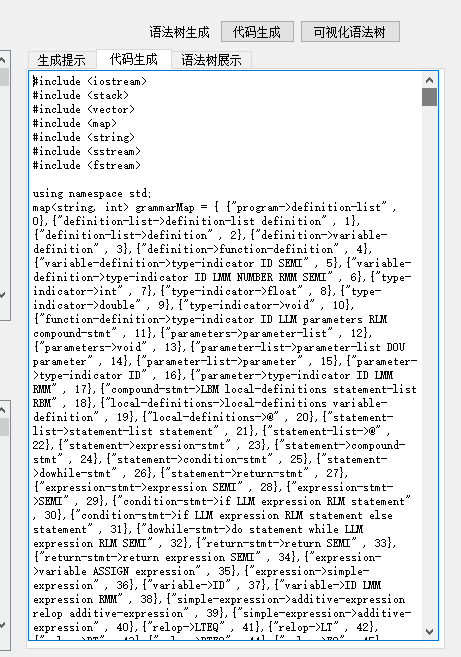 语法树生成 代码生成 可视化语法树
生成提示 代码生成 语法树展示
#include <iostream>
#include <stack>
#include <vector>
#include <map>
#include <string>
#include <sstream>
#include <fstream>
using namespace std;
map<string, int> grammarMap = { {"program->definition-list" ,
0},{"definition-list->definition-list definition" , 1},
{"definition-list->definition" , 2},{"definition->variable-
definition" , 3},{"definition->function-definition" , 4},
{"variable-definition->type-indicator ID SEMI" , 5},{"variable-
definition->type-indicator ID LMM NUMBER RMM SEMI" , 6},{"type-
indicator->int" , 7},{"type-indicator->float" , 8},{"type-
indicator->double" , 9},{"type-indicator->void" , 10},
{"function-definition->type-indicator ID LLM parameters RLM
compound-stmt" , 11},{"parameters->parameter-list" , 12},
{"parameters->void" , 13},{"parameter-list->parameter-list DOU
parameter" , 14},{"parameter-list->parameter" , 15},{"parameter-
>type-indicator ID" , 16},{"parameter->type-indicator ID LMM
RMM" , 17},{"compound-stmt->LBM local-definitions statement-list
RBM" , 18},{"local-definitions->local-definitions variable-
definition" , 19},{"local-definitions->@" , 20},{"statement-
list->statement-list statement" , 21},{"statement-list->@" ,
22},{"statement->expression-stmt" , 23},{"statement->compound-
stmt" , 24},{"statement->condition-stmt" , 25},{"statement-
>dowhile-stmt" , 26},{"statement->return-stmt" , 27},
{"expression-stmt->expression SEMI" , 28},{"expression-stmt-
>SEMI" , 29},{"condition-stmt->if LLM expression RLM statement"
, 30},{"condition-stmt->if LLM expression RLM statement else
statement" , 31},{"dowhile-stmt->do statement while LLM
expression RLM SEMI" , 32},{"return-stmt->return SEMI" , 33},
{"return-stmt->return expression SEMI" , 34},{"expression-
>variable ASSIGN expression" , 35},{"expression->simple-
expression" , 36},{"variable->ID" , 37},{"variable->ID LMM
expression RMM" , 38},{"simple-expression->additive-expression
relop additive-expression" , 39},{"simple-expression->additive-
expression" , 40},{"relop->LTEQ" , 41},{"relop->LT" , 42},